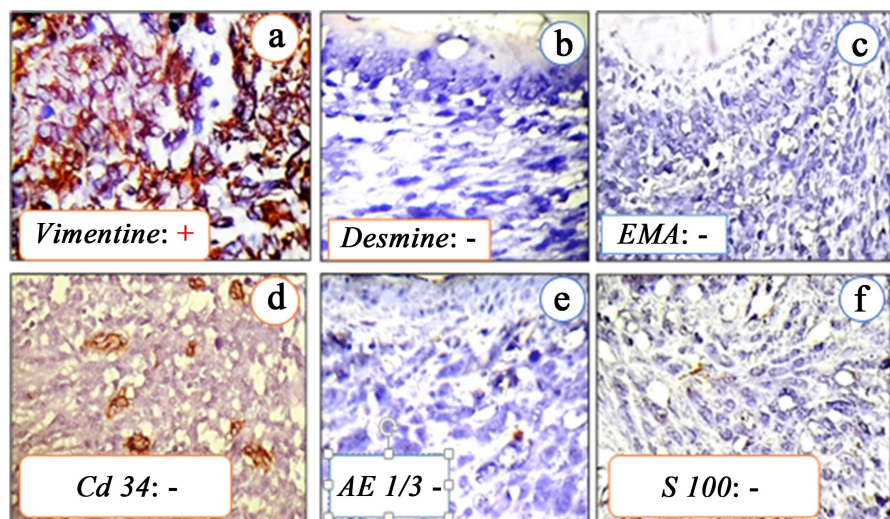 a
b
c
Vimentine: +
Desmine: -
EMA: -
d
e
f
Cd 34: -
AE 1/3 -
S 100: -